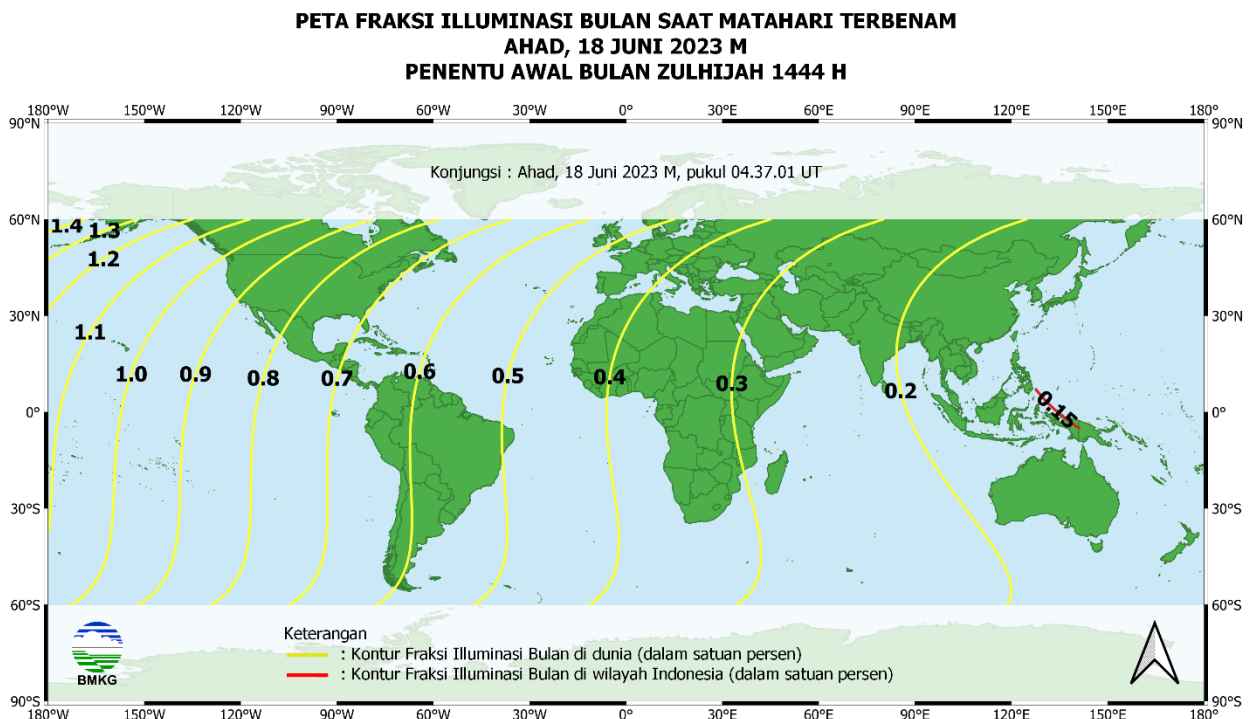 PETA FRAKSI ILLUMINASI BULAN SAAT MATAHARI TERBENAM
AHAD, 18 JUNI 2023 M
PENENTU AWAL BULAN ZULHIJAH 1444 H
180°W 150°W 120°W 90°W 60°W 30°W 0° 30°E 60°E 90°E 120°E 150°E 180°
90°N 90°N
Konjungsi : Ahad, 18 Juni 2023 M, pukul 04.37.01 UT
60°N 60°N
1.4 1.3
1.2
30°N 30°N
1.1
1.0 0.9 0.8 0.7 0.6 0.5 0.4 0.3 0.2
0.15
0° 0°
30°S 30°S
60°S 60°S
Keterangan
: Kontur Fraksi Illuminasi Bulan di dunia (dalam satuan persen)
: Kontur Fraksi Illuminasi Bulan di wilayah Indonesia (dalam satuan persen)
BMKG
90°S 90°S
180°W 150°W 120°W 90°W 60°W 30°W 0° 30°E 60°E 90°E 120°E 150°E 180°